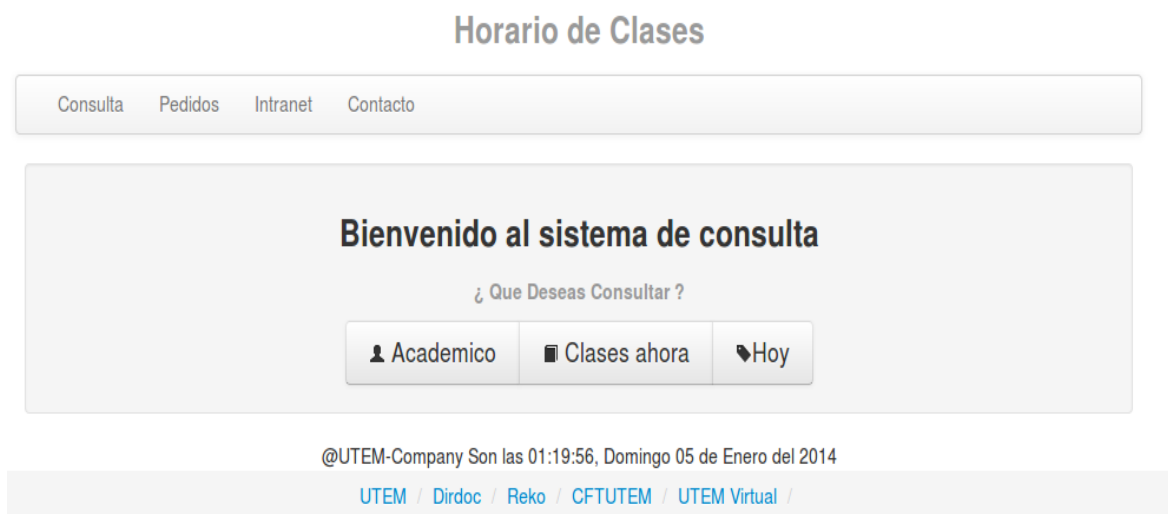 Horario de Clases
Consulta Pedidos Intranet Contacto
Bienvenido al sistema de consulta
¿ Que Deseas Consultar ?
Academico Clases ahora Hoy
@UTEM-Company Son las 01:19:56, Domingo 05 de Enero del 2014
UTEM / Dirdoc / Reko / CFTUTEM / UTEM Virtual /